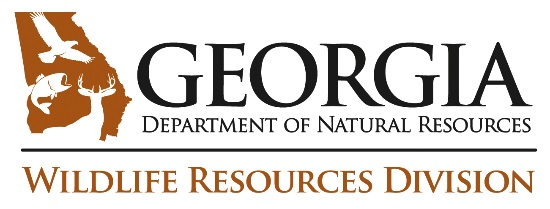 GEORGIA
DEPARTMENT OF NATURAL RESOURCES
WILDLIFE RESOURCES DIVISION